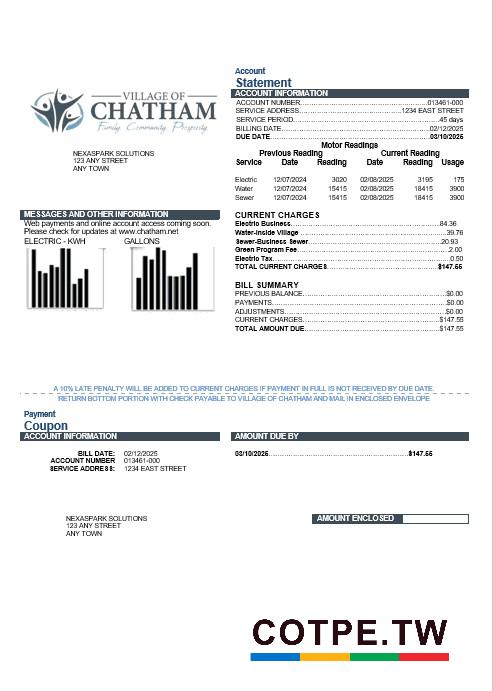 Account
Statement
VILLAGE OF
CHATHAM
Family. Community. Prosperity.
ACCOUNT INFORMATION
ACCOUNT NUMBER 013461-000
SERVICE ADDRESS 1234 EAST STREET
SERVICE PERIOD 45 days
BILLING DATE 02/12/2025
DUE DATE 03/10/2025
NEXASPARK SOLUTIONS
123 ANY STREET
ANY TOWN
Motor Readings
Previous Reading Current Reading
Service Date Reading Date Reading Usage
Electric 12/07/2024 3020 02/08/2025 3195 175
Water 12/07/2024 15415 02/08/2025 18415 3900
Sewer 12/07/2024 15415 02/08/2025 18415 3900
MESSAGES AND OTHER INFORMATION
Web payments and online account access coming soon.
Please check for updates at www.chatham.net
ELECTRIC - KWH GALLONS
CURRENT CHARGES
Electric Business 84.36
Water-Inside Village 39.76
Sewer-Business Sewer 20.93
Green Program Fee 2.00
Electric Tax 0.50
TOTAL CURRENT CHARGES $147.55
BILL SUMMARY
PREVIOUS BALANCE $0.00
PAYMENTS $0.00
ADJUSTMENTS $0.00
CURRENT CHARGES $147.55
TOTAL AMOUNT DUE $147.55
A 10% LATE PENALTY WILL BE ADDED TO CURRENT CHARGES IF PAYMENT IN FULL IS NOT RECEIVED BY DUE DATE.
RETURN BOTTOM PORTION WITH CHECK PAYABLE TO VILLAGE OF CHATHAM AND MAIL IN ENCLOSED ENVELOPE
Payment
Coupon
ACCOUNT INFORMATION
AMOUNT DUE BY
BILL DATE: 02/12/2025
ACCOUNT NUMBER 013461-000
SERVICE ADDRESS: 1234 EAST STREET
03/10/2025 $147.55
NEXASPARK SOLUTIONS
123 ANY STREET
ANY TOWN
AMOUNT ENCLOSED
COTPE.TW